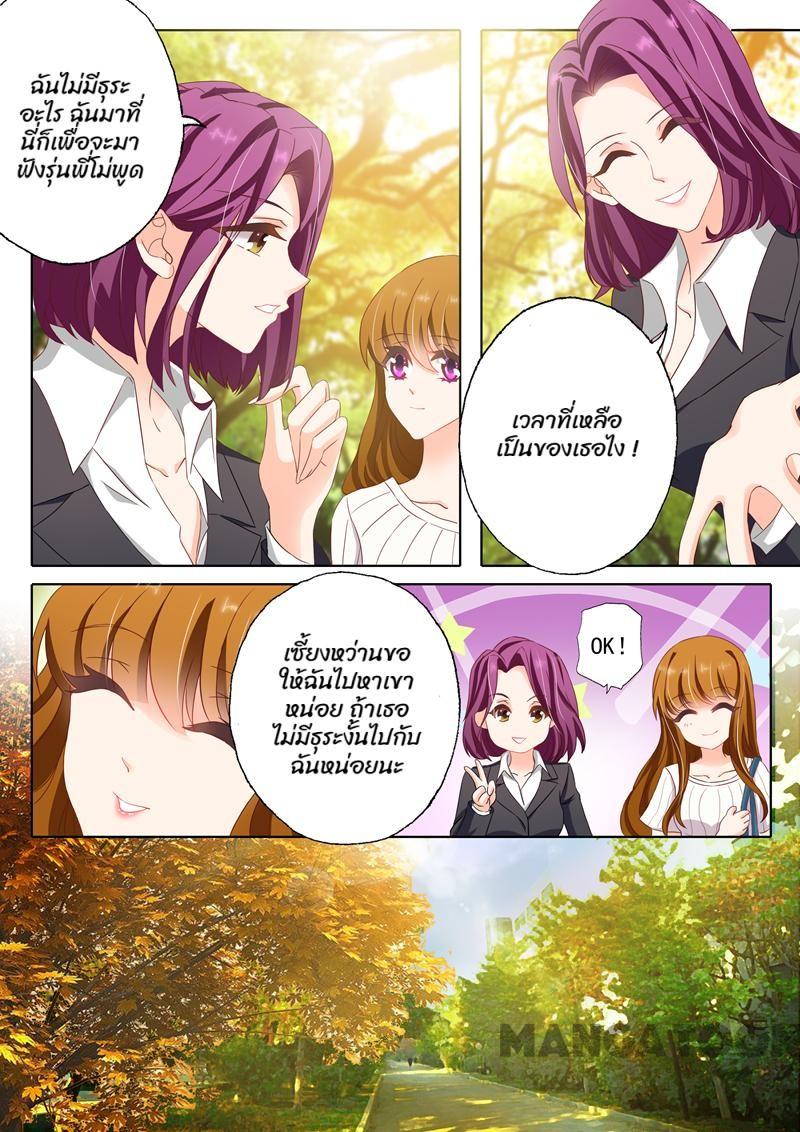 ฉันไม่มีธุระ
อะไร ฉันมาที่
นี่ก็เพื่อจะมา
ฟังรุ่นพี่โม่พูด
เวลาที่เหลือ
เป็นของเธอไง !
เซี้ยงหว่านขอ
ให้ฉันไปหาเขา
หน่อย ถ้าเธอ
ไม่มีธุระงั้นไปกับ
ฉันหน่อยนะ
OK !
MANGATOON